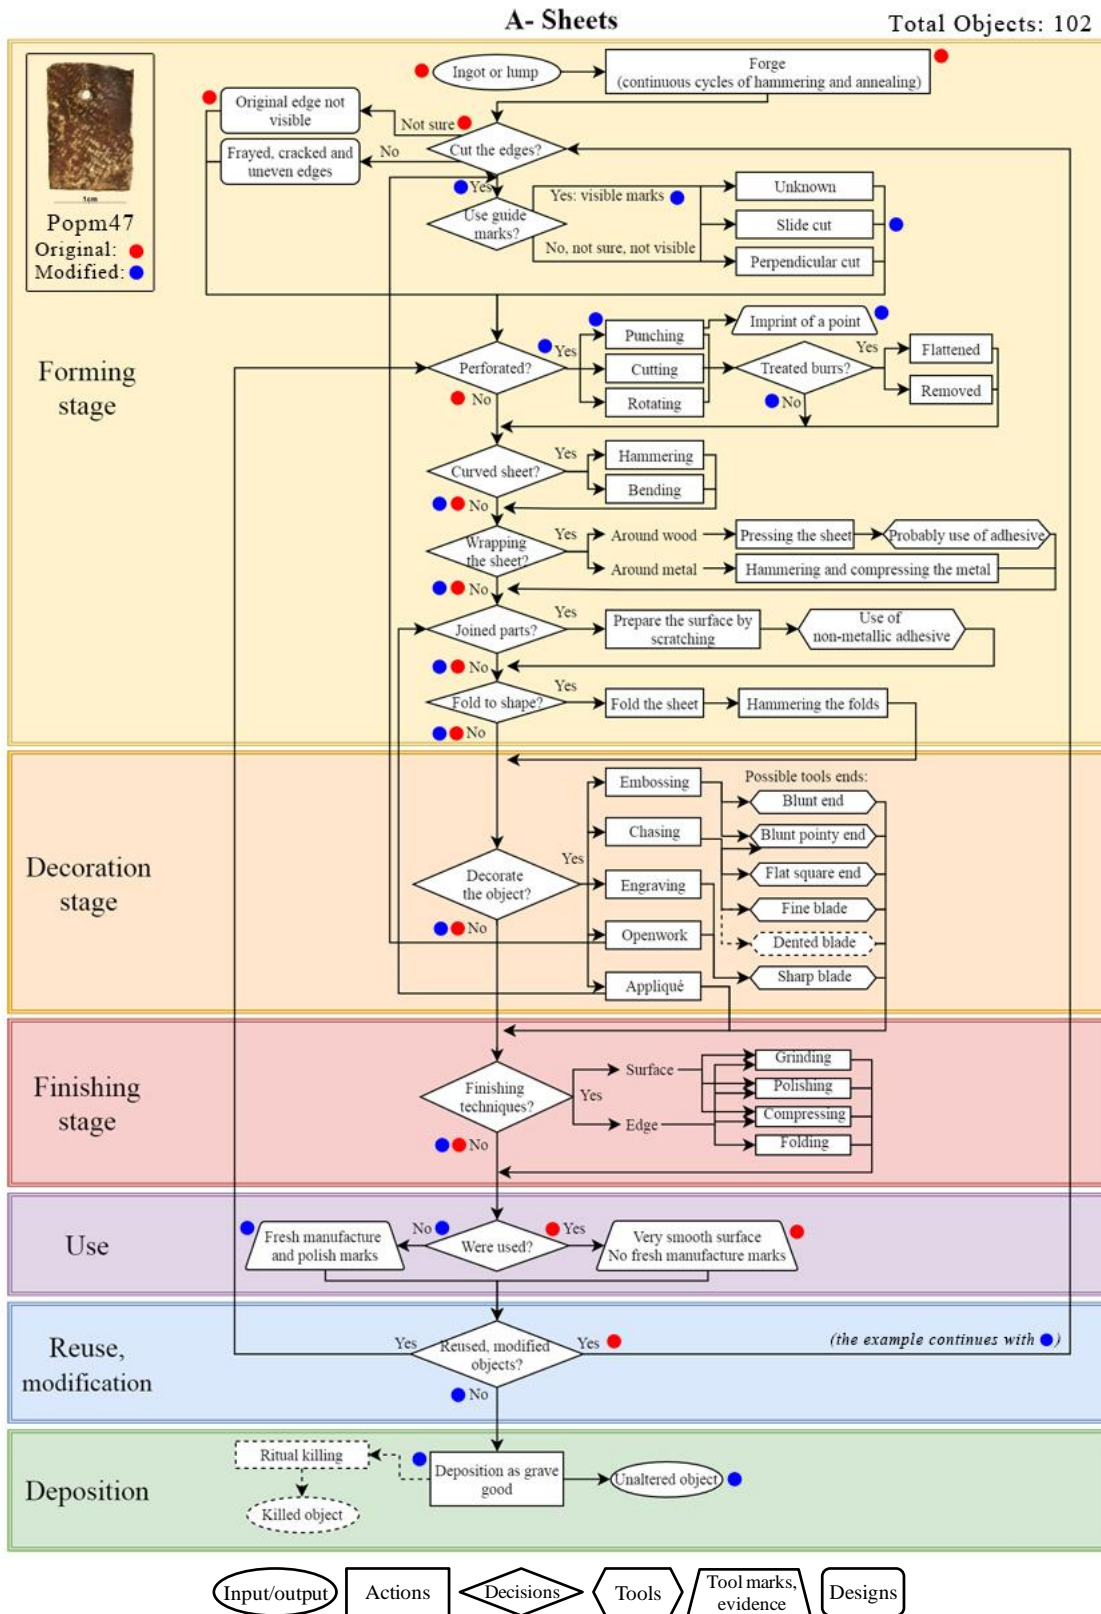 A- Sheets
Total Objects: 102
1cm
Popm47
Original:
Modified:
Forming
stage
Ingot or lump
Forge
(continuous cycles of hammering and annealing)
Original edge not
visible
Not sure
Cut the edges?
No
Frayed, cracked and
uneven edges
Yes
Use guide
marks?
Yes: visible marks
No, not sure, not visible
Unknown
Slide cut
Perpendicular cut
Perforated?
Yes
No
Punching
Cutting
Rotating
Imprint of a point
Treated burrs?
Yes
No
Flattened
Removed
Curved sheet?
Yes
No
Hammering
Bending
Wrapping
the sheet?
Yes
No
Around wood
Pressing the sheet
Probably use of adhesive
Around metal
Hammering and compressing the metal
Joined parts?
Yes
No
Prepare the surface by
scratching
Use of
non-metallic adhesive
Fold to shape?
Yes
No
Fold the sheet
Hammering the folds
Decoration
stage
Decorate
the object?
Yes
No
Embossing
Chasing
Engraving
Openwork
Appliqué
Possible tools ends:
Blunt end
Blunt pointy end
Flat square end
Fine blade
Dented blade
Sharp blade
Finishing
stage
Finishing
techniques?
Yes
No
Surface
Edge
Grinding
Polishing
Compressing
Folding
Use
Fresh manufacture
and polish marks
No
Were used?
Yes
Very smooth surface
No fresh manufacture marks
Reuse,
modification
Yes
Reused, modified
objects?
Yes
No
(the example continues with )
Deposition
Ritual killing
Killed object
Deposition as grave
good
Unaltered object
Input/output
Actions
Decisions
Tools
Tool marks,
evidence
Designs